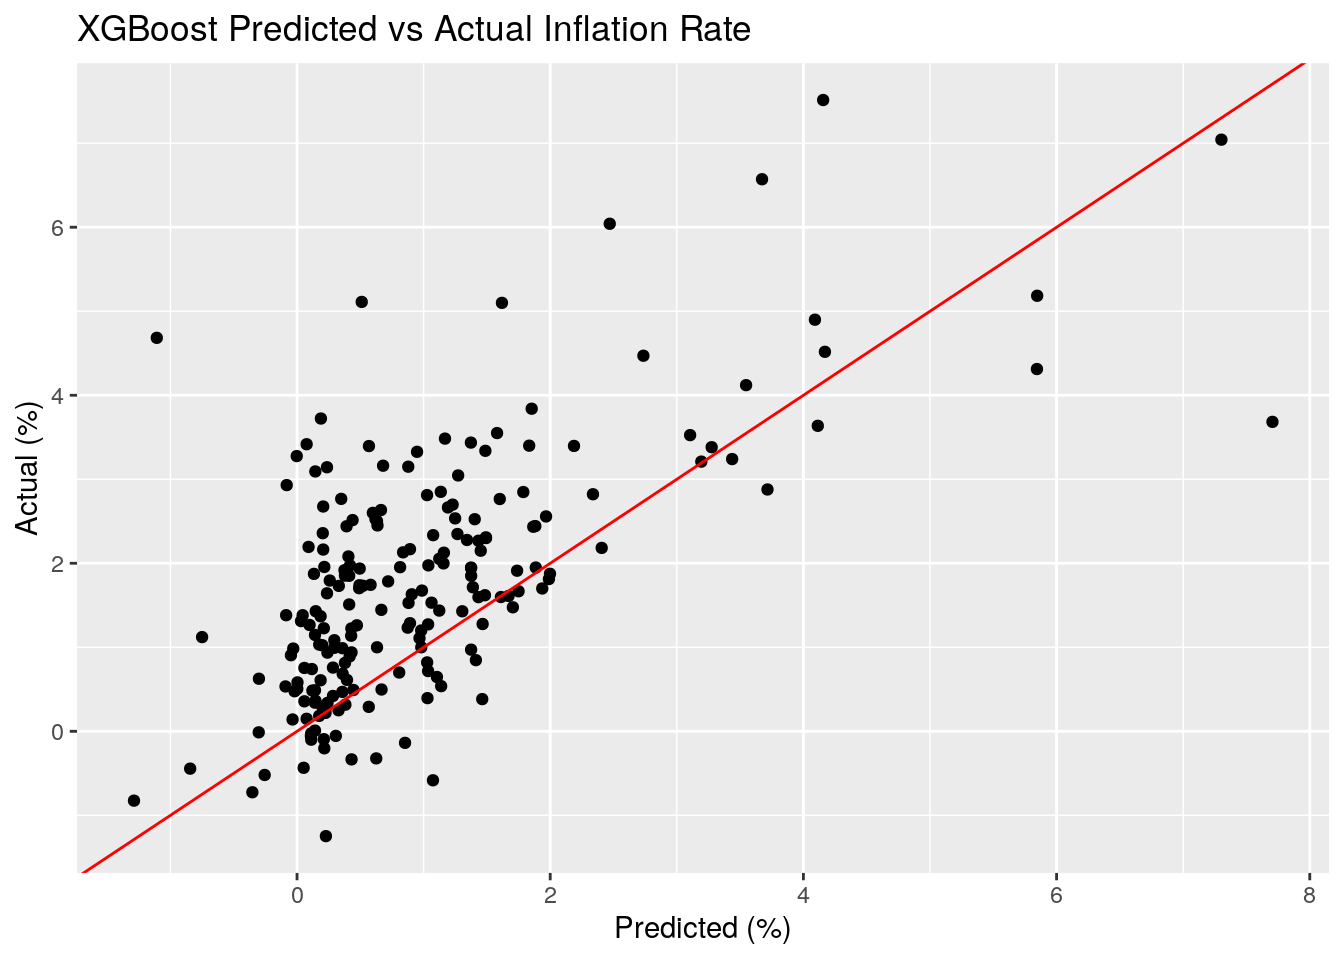 XGBoost Predicted vs Actual Inflation Rate
Actual (%)
6
4
2
0
0 2 4 6 8
Predicted (%)